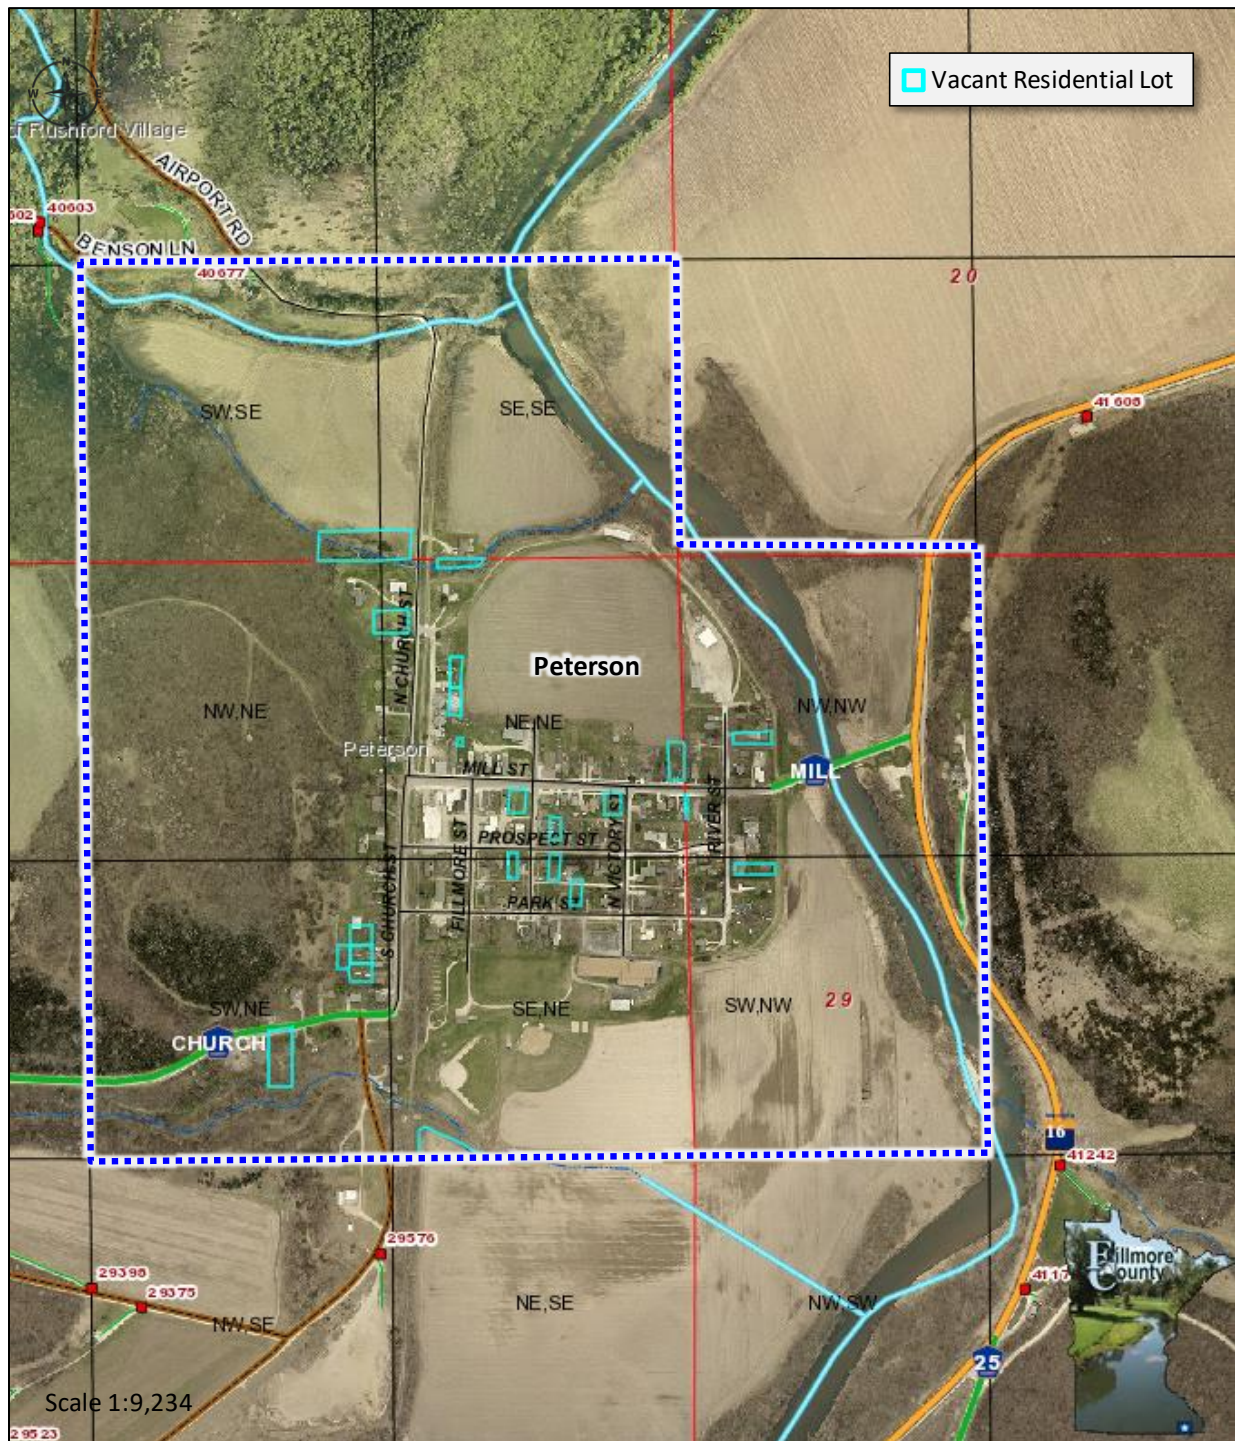 Vacant Residential Lot
N
W
f Rushford Village
AIRPORT RD
602
40603
BENSON LN
40677
20
41608
SW,SE
SE,SE
N CHURCH ST
Peterson
NW,NE
NE,NE
NW,NW
Peterson
MILL ST
MILL
PROSPECT ST
FILLMORE ST
N VICTORY ST
RIVER ST
PARK ST
S CHURCH ST
SW,NE
SE,NE
SW,NW
29
CHURCH
16
41242
29576
29398
29375
4117
Fillmore
County
NE,SE
NW,SW
NW,SE
25
Scale 1:9,234
29523